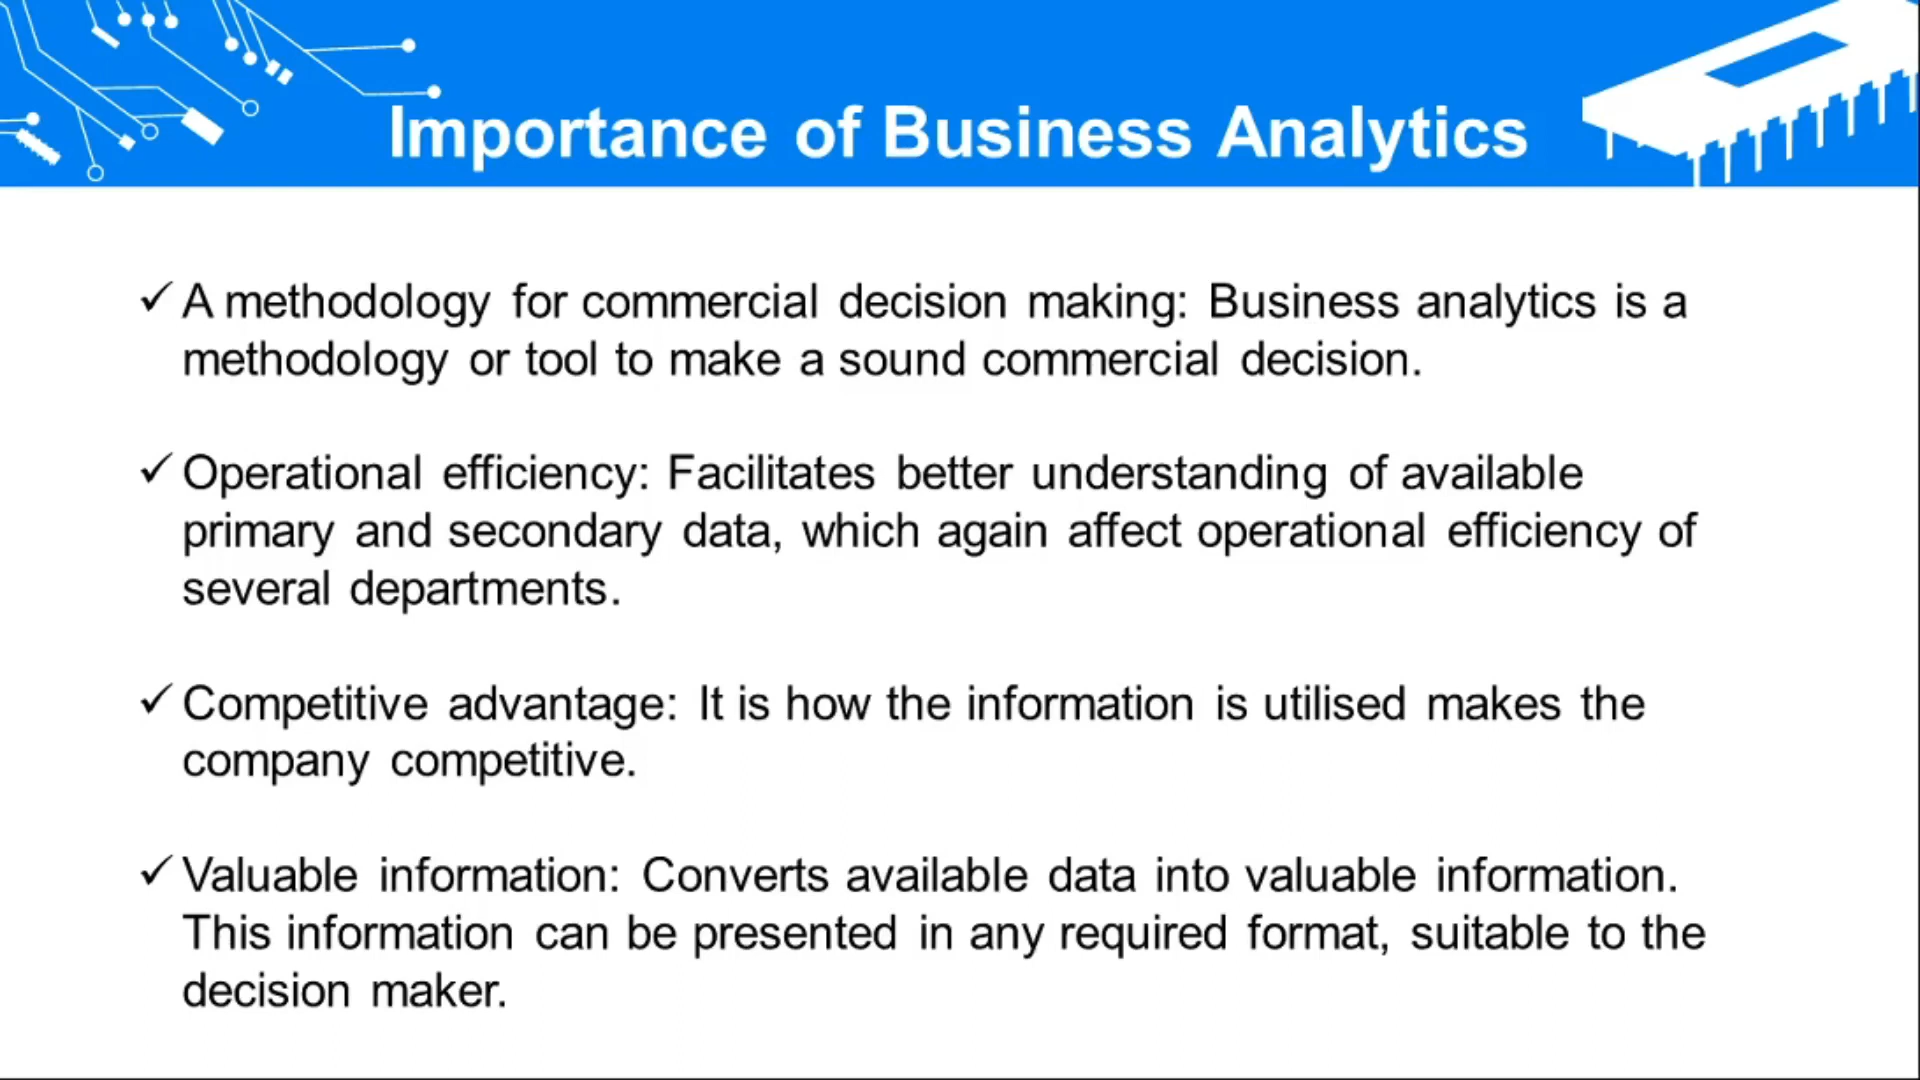 Importance of Business Analytics
✓ A methodology for commercial decision making: Business analytics is a
methodology or tool to make a sound commercial decision.
✓ Operational efficiency: Facilitates better understanding of available
primary and secondary data, which again affect operational efficiency of
several departments.
✓ Competitive advantage: It is how the information is utilised makes the
company competitive.
✓ Valuable information: Converts available data into valuable information.
This information can be presented in any required format, suitable to the
decision maker.